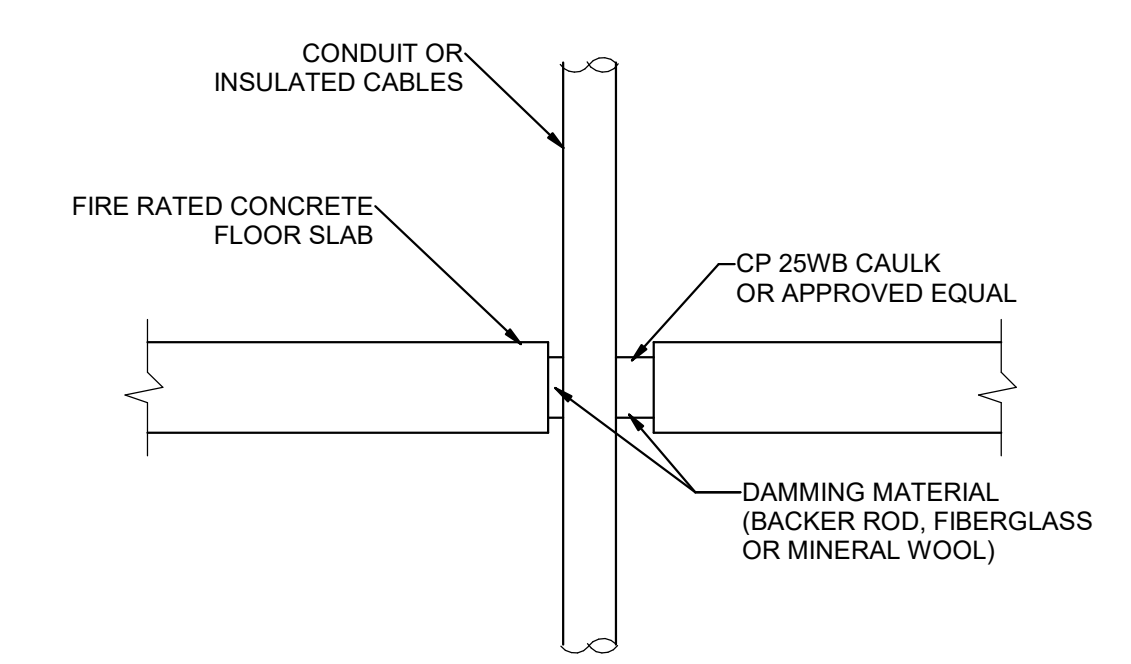 CONDUIT OR
INSULATED CABLES
FIRE RATED CONCRETE
FLOOR SLAB
CP 25WB CAULK
OR APPROVED EQUAL
DAMMING MATERIAL
(BACKER ROD, FIBERGLASS
OR MINERAL WOOL)